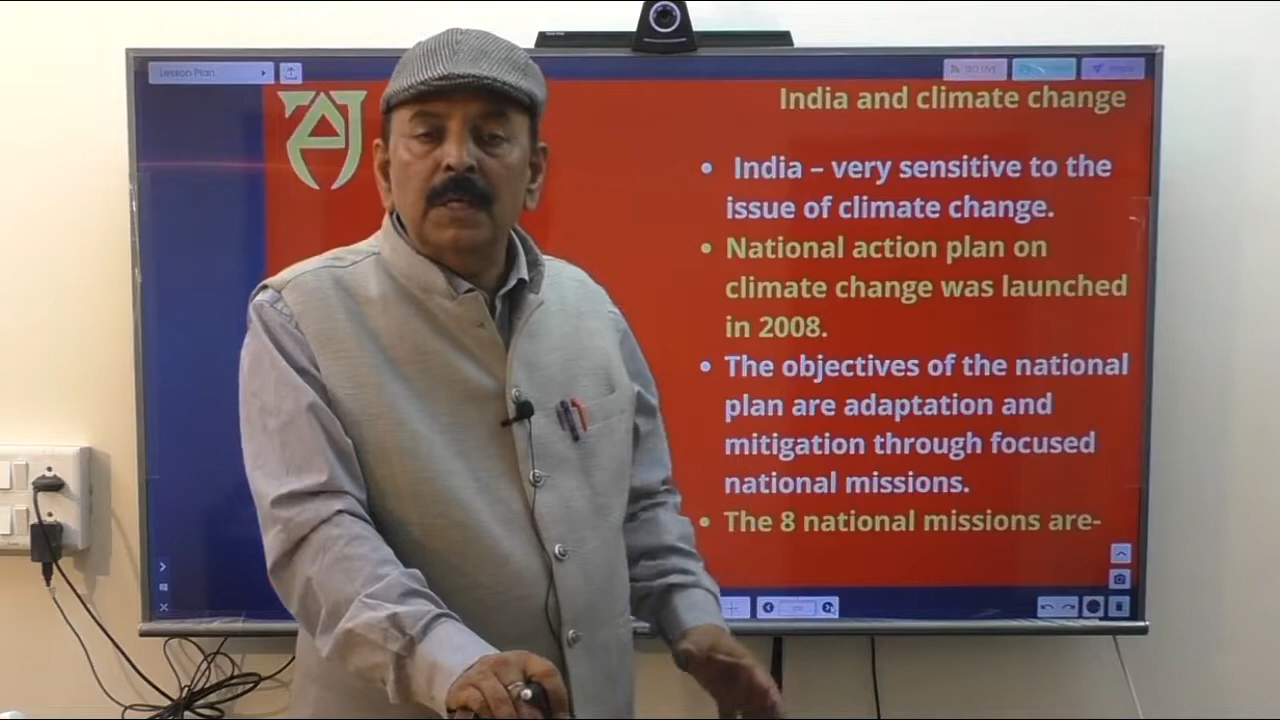 Lesson Plan
GO LIVE
India and climate change
• India – very sensitive to the
issue of climate change.
• National action plan on
climate change was launched
in 2008.
• The objectives of the national
plan are adaptation and
mitigation through focused
national missions.
• The 8 national missions are-